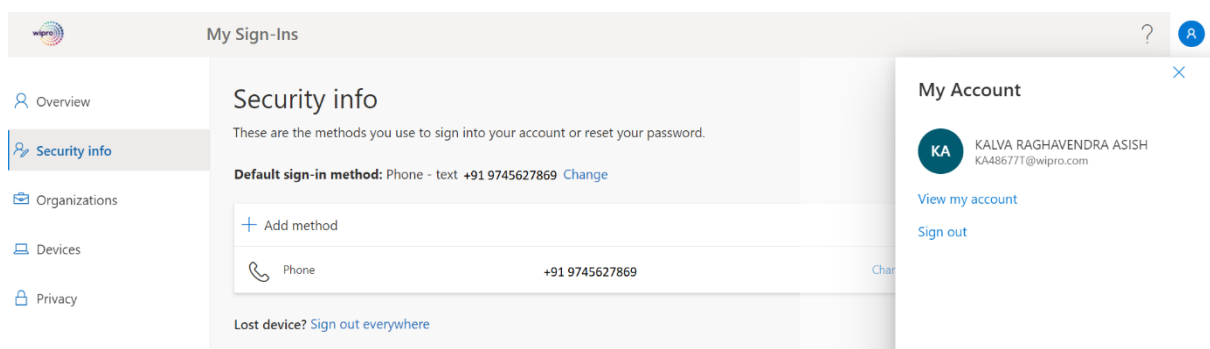 wipro
My Sign-Ins
?
Overview
Security info
Organizations
Devices
Privacy
Security info
These are the methods you use to sign into your account or reset your password.
Default sign-in method: Phone - text +91 9745627869 Change
Add method
Phone +91 9745627869 Char
Lost device? Sign out everywhere
My Account
KA
KALVA RAGHAVENDRA ASISH
KA48677T@wipro.com
View my account
Sign out